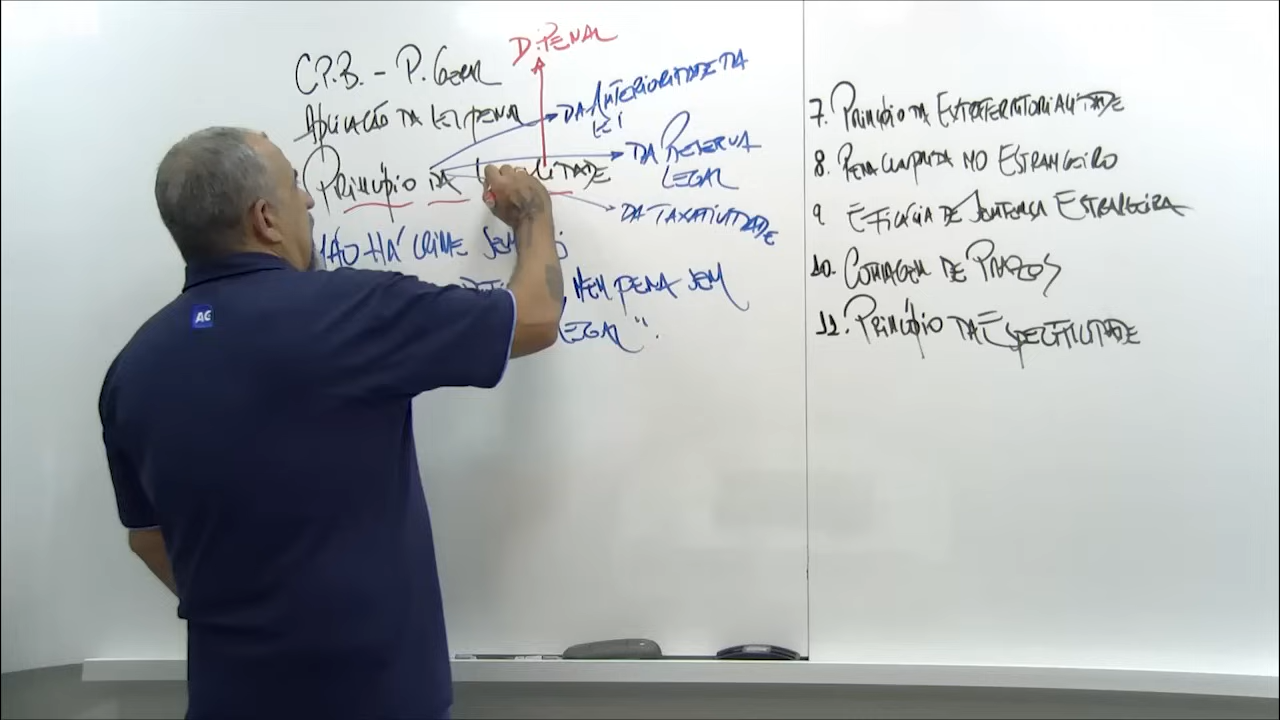 D. PENAL
C.P.B. - P. GERAL
APLICAÇÃO DA LEI PENAL
DA ANTERIORIDADE DA
LEI
DA RESERVA
LEGAL
PRINCÍPIO DA
DA TAXATIVIDADE
NÃO HÁ CRIME
NEM PENA SEM
LEGAL".
7. PRINCÍPIO DA EXTRATERRITORIALIDADE
8. PENA CUMPRIDA NO ESTRANGEIRO
9 EFICÁCIA DE SENTENÇA ESTRANGEIRA
10. CONTAGEM DE PRAZOS
11. PRINCÍPIO DA ESPECIALIDADE
AC